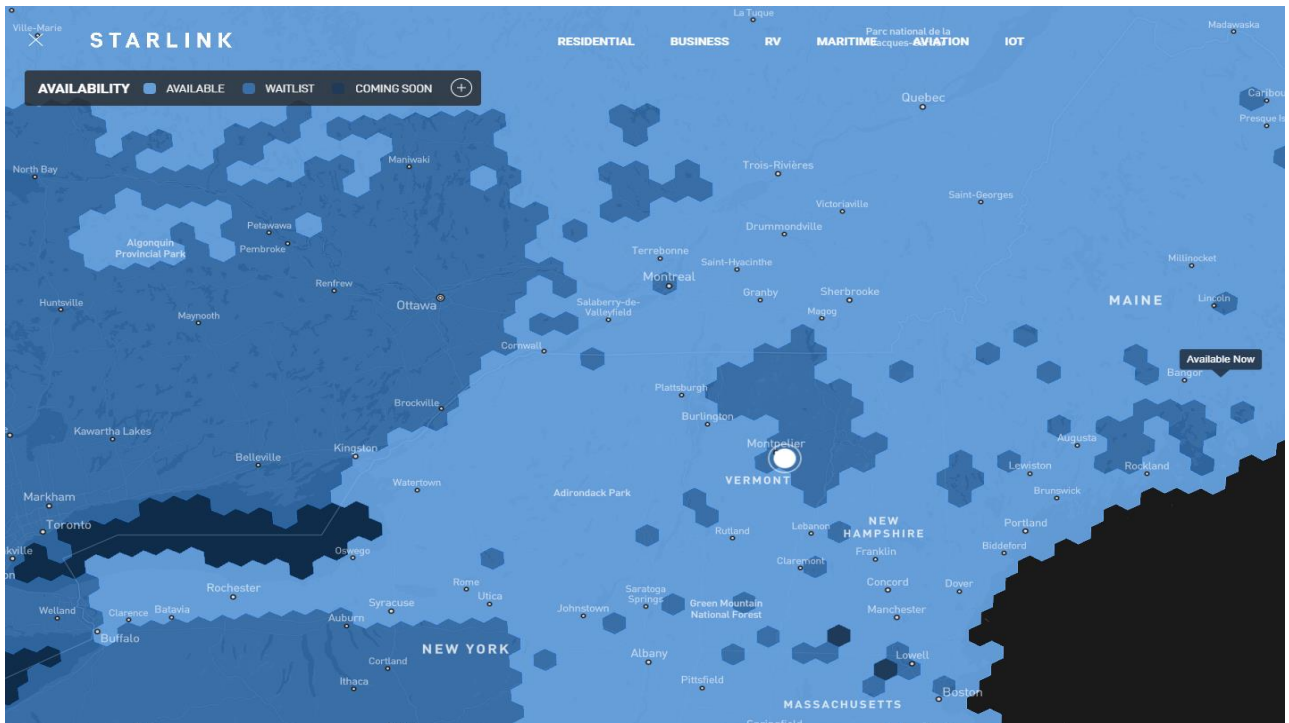 La Tuque
Ville-Marie
STARLINK
RESIDENTIAL BUSINESS RV MARITIME AVIATION IOT
Parc national de la
Madawaska
AVAILABILITY AVAILABLE WAITLIST COMING SOON
Quebec
Caribou
Presque Is
North Bay
Maniwaki
Trois-Rivières
Saint-Georges
Victoriaville
Petawawa
Drummondville
Algonquin
Provincial Park
Pembroke
Terrebonne
Saint-Hyacinthe
Millinocket
Montreal
Renfrew
Granby
Sherbrooke
Huntsville
Ottawa
Salaberry-de-
Valleyfield
MAINE
Lincoln
Maynooth
Magog
Cornwall
Available Now
Bangor
Plattsburgh
Brockville
Burlington
Kawartha Lakes
Kingston
Montpelier
Augusta
Belleville
Lewiston
Rockland
Watertown
VERMONT
Markham
Adirondack Park
Brunswick
Toronto
NEW
HAMPSHIRE
Portland
Rutland
Lebanon
kville
Oswego
Franklin
Biddeford
Claremont
on
Rochester
Rome
Utica
Saratoga
Springs
Concord
Dover
Welland
Clarence
Batavia
Syracuse
Johnstown
Green Mountain
National Forest
Manchester
Auburn
Buffalo
NEW YORK
Albany
Lowell
Cortland
Ithaca
Pittsfield
Boston
MASSACHUSETTS